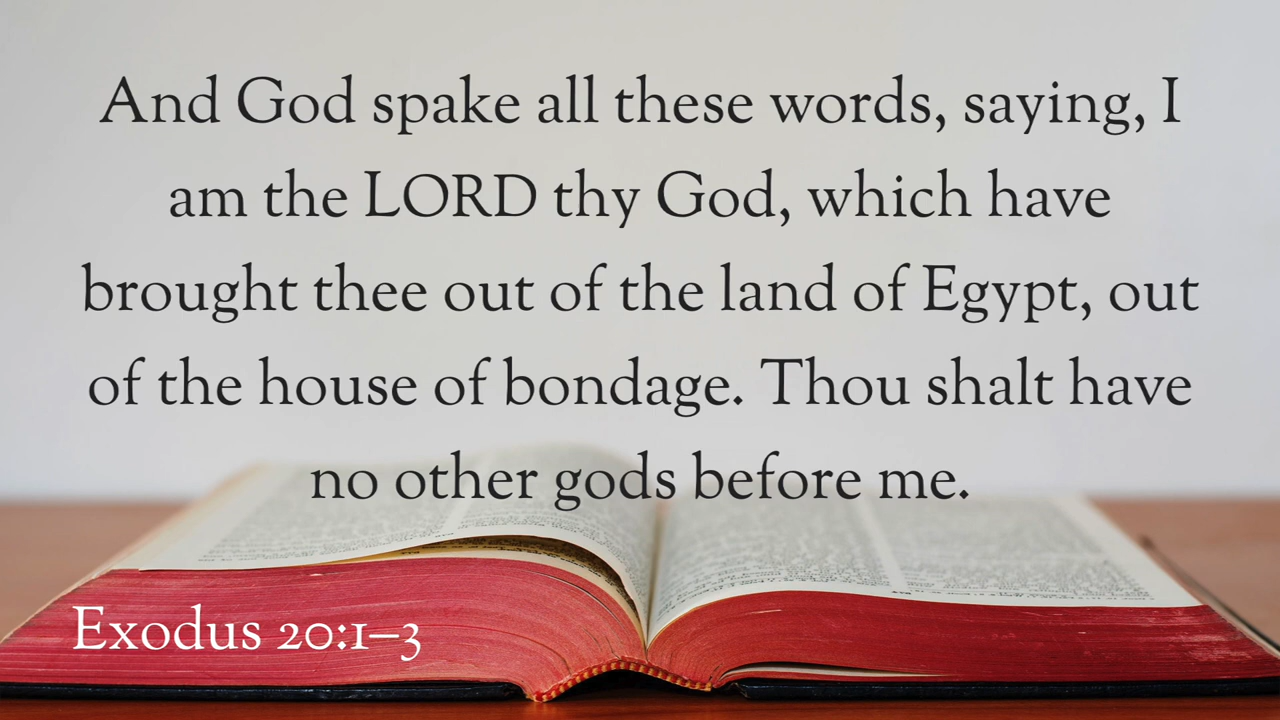 And God spake all these words, saying, I
am the LORD thy God, which have
brought thee out of the land of Egypt, out
of the house of bondage. Thou shalt have
no other gods before me.
Exodus 20:1–3